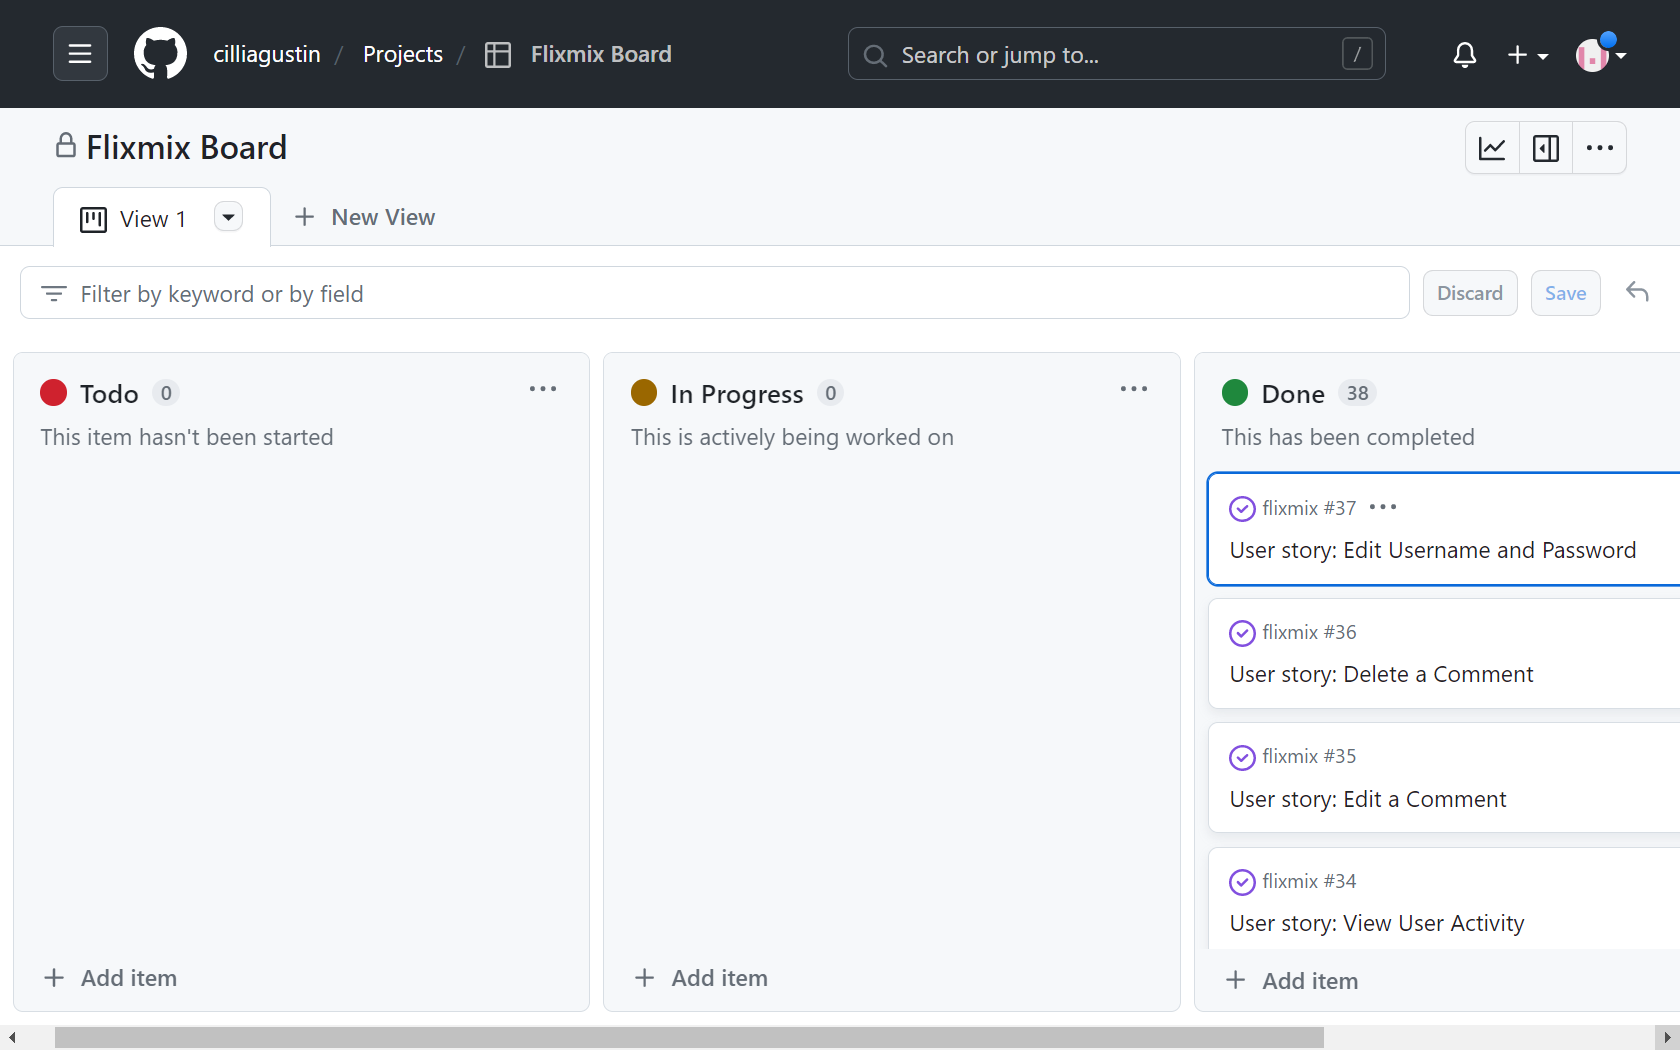 cilliagustin / Projects / Flixmix Board
Search or jump to... /
Flixmix Board
View 1
New View
Filter by keyword or by field
Discard
Save
Todo 0
This item hasn't been started
Add item
In Progress 0
This is actively being worked on
Add item
Done 38
This has been completed
flixmix #37
User story: Edit Username and Password
flixmix #36
User story: Delete a Comment
flixmix #35
User story: Edit a Comment
flixmix #34
User story: View User Activity
Add item